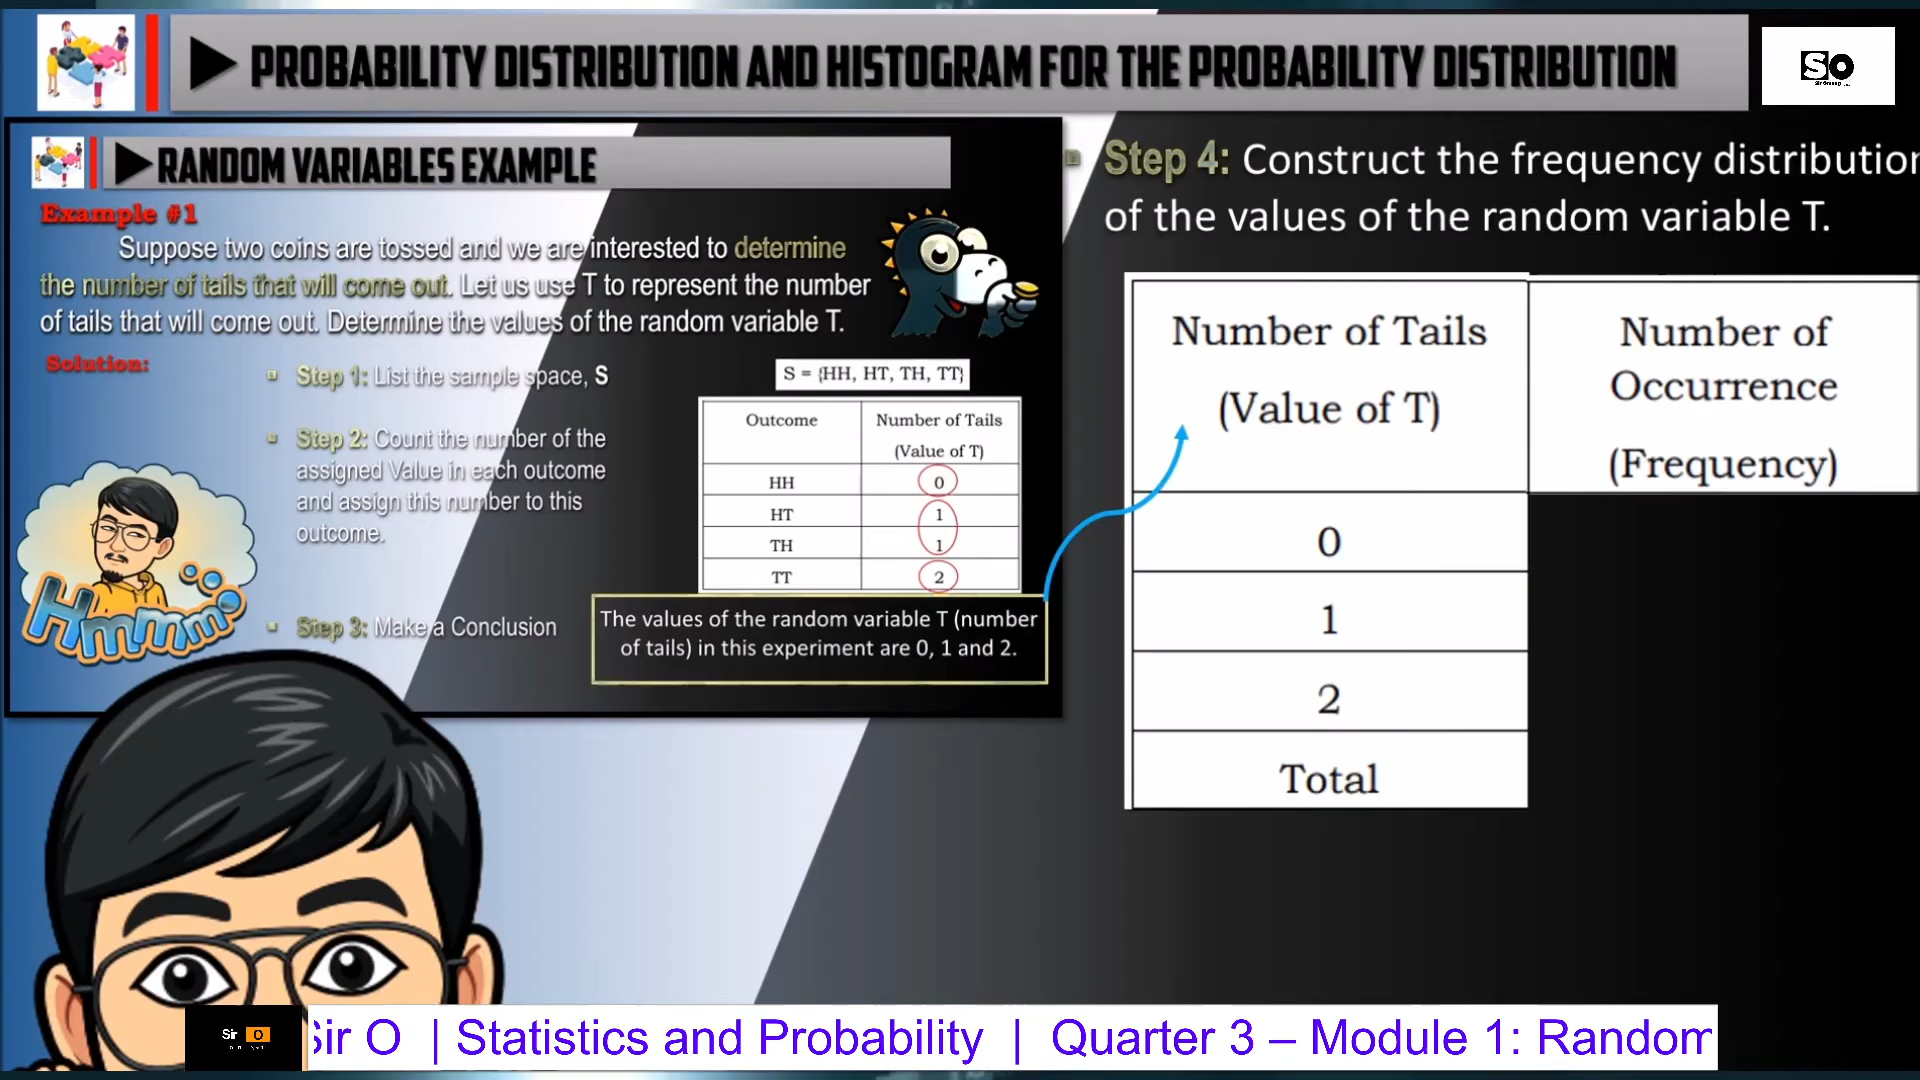 PROBABILITY DISTRIBUTION AND HISTOGRAM FOR THE PROBABILITY DISTRIBUTION
SO
RANDOM VARIABLES EXAMPLE
Example #1
Suppose two coins are tossed and we are interested to determine
the number of tails that will come out. Let us use T to represent the number
of tails that will come out. Determine the values of the random variable T.
Solution:
Step 1: List the sample space, S
S = {HH, HT, TH, TT}
Step 2: Count the number of the
assigned Value in each outcome
and assign this number to this
outcome.
Outcome Number of Tails
(Value of T)
HH 0
HT 1
TH 1
TT 2
Hmmm
Step 3: Make a Conclusion
The values of the random variable T (number
of tails) in this experiment are 0, 1 and 2.
Step 4: Construct the frequency distribution
of the values of the random variable T.
Number of Tails
(Value of T)
Number of
Occurrence
(Frequency)
0
1
2
Total
Sir O
Sir O | Statistics and Probability | Quarter 3 – Module 1: Random